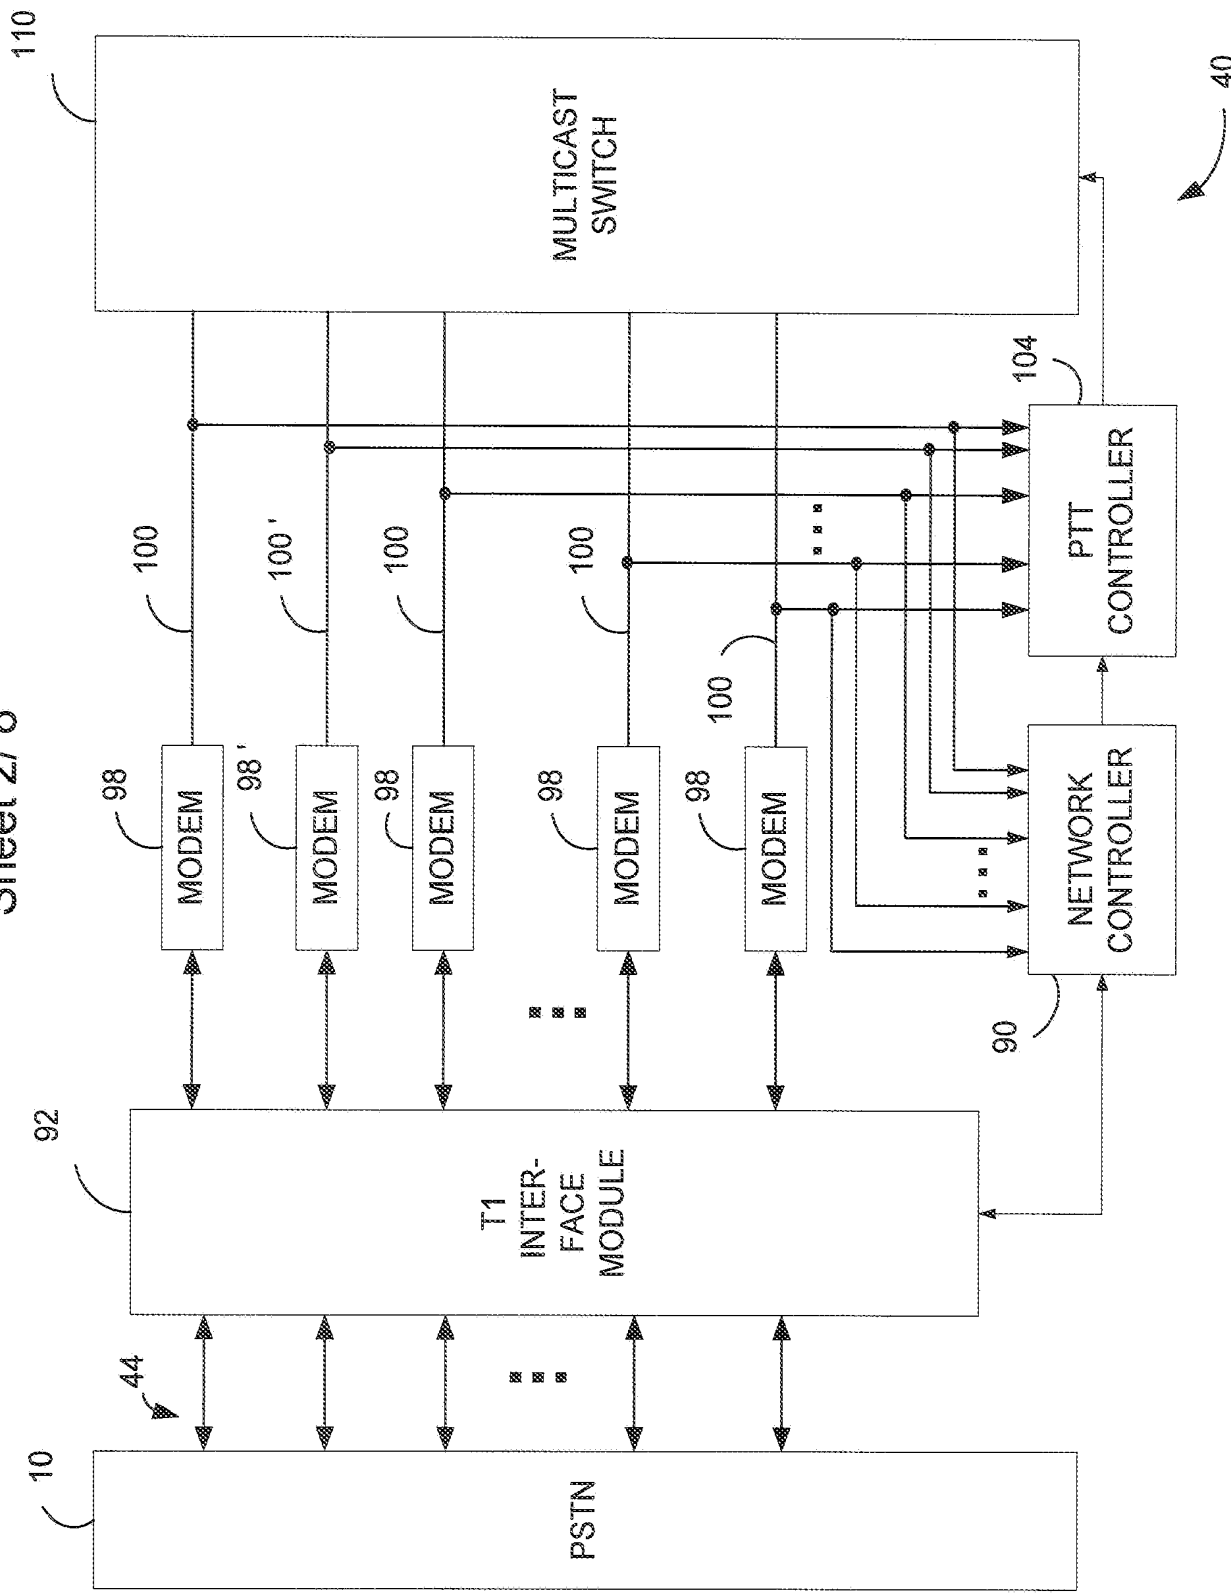 Sheet 2/ 8
10
PSTN
44
92
T1
INTER-
FACE
MODULE
98
MODEM
100
98 '
MODEM
100 '
98
MODEM
100
98
MODEM
100
98
MODEM
100
110
MULTICAST
SWITCH
90
NETWORK
CONTROLLER
104
PTT
CONTROLLER
40